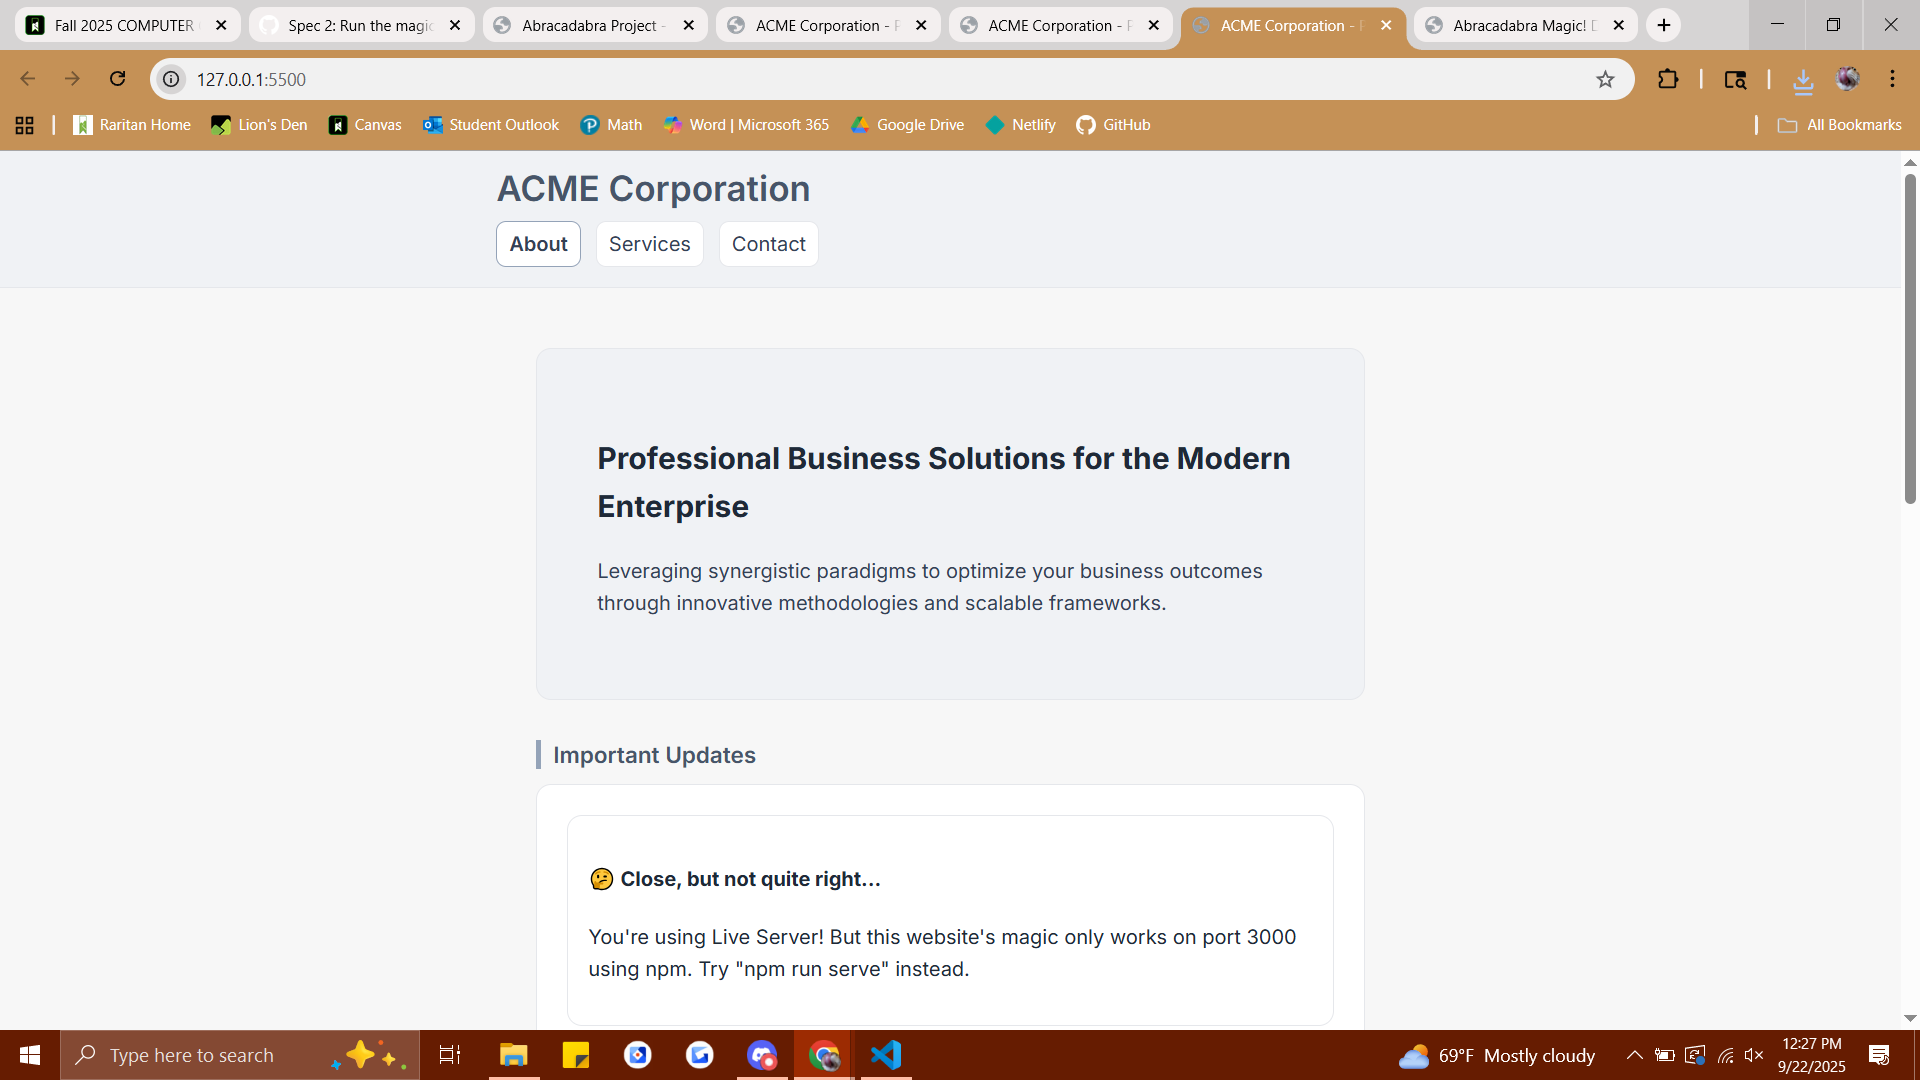 Fall 2025 COMPUTER
Spec 2: Run the magic
Abracadabra Project -
ACME Corporation -
ACME Corporation -
ACME Corporation -
Abracadabra Magic!
127.0.0.1:5500
Raritan Home
Lion's Den
Canvas
Student Outlook
Math
Word | Microsoft 365
Google Drive
Netlify
GitHub
All Bookmarks
ACME Corporation
About
Services
Contact
Professional Business Solutions for the Modern
Enterprise
Leveraging synergistic paradigms to optimize your business outcomes
through innovative methodologies and scalable frameworks.
Important Updates
🤔 Close, but not quite right...
You're using Live Server! But this website's magic only works on port 3000
using npm. Try "npm run serve" instead.
Type here to search
69°F Mostly cloudy
12:27 PM
9/22/2025